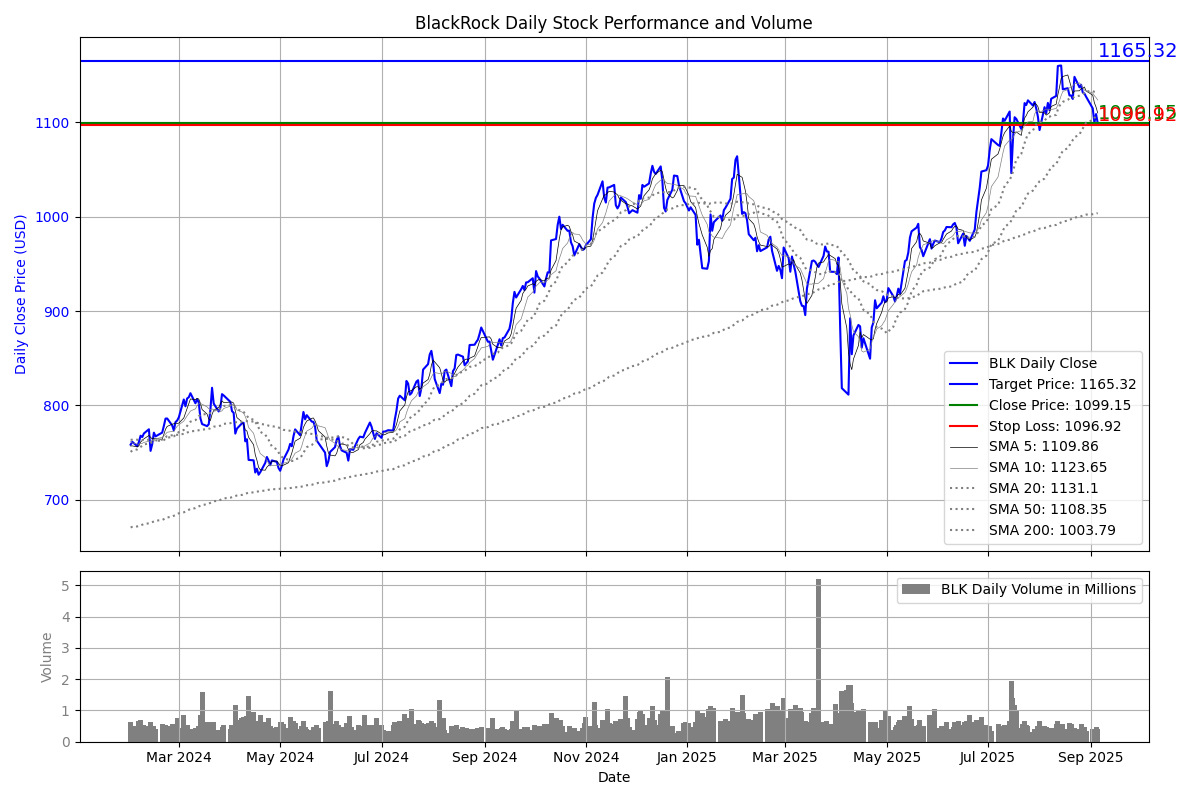 BlackRock Daily Stock Performance and Volume
1165.32
1099.15
1096.92
Daily Close Price (USD)
1100
1000
900
800
700
BLK Daily Close
Target Price: 1165.32
Close Price: 1099.15
Stop Loss: 1096.92
SMA 5: 1109.86
SMA 10: 1123.65
SMA 20: 1131.1
SMA 50: 1108.35
SMA 200: 1003.79
Volume
5
4
3
2
1
0
BLK Daily Volume in Millions
Mar 2024 May 2024 Jul 2024 Sep 2024 Nov 2024 Jan 2025 Mar 2025 May 2025 Jul 2025 Sep 2025
Date